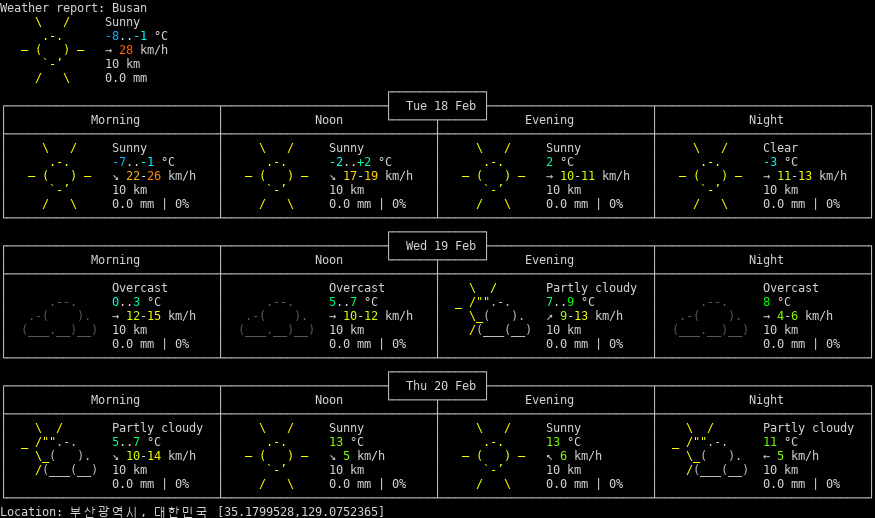 Weather report: Busan
Sunny
-8..-1 °C
→ 28 km/h
10 km
0.0 mm
Tue 18 Feb
Morning Noon Evening Night
Sunny Sunny Sunny Clear
-7..-1 °C -2..+2 °C 2 °C -3 °C
↘ 22-26 km/h ↘ 17-19 km/h → 10-11 km/h → 11-13 km/h
10 km 10 km 10 km 10 km
0.0 mm | 0% 0.0 mm | 0% 0.0 mm | 0% 0.0 mm | 0%
Wed 19 Feb
Morning Noon Evening Night
Overcast Overcast Partly cloudy Overcast
0..3 °C 5..7 °C 7..9 °C 8 °C
→ 12-15 km/h → 10-12 km/h ↗ 9-13 km/h → 4-6 km/h
10 km 10 km 10 km 10 km
0.0 mm | 0% 0.0 mm | 0% 0.0 mm | 0% 0.0 mm | 0%
Thu 20 Feb
Morning Noon Evening Night
Partly cloudy Sunny Sunny Partly cloudy
5..7 °C 13 °C 13 °C 11 °C
↘ 10-14 km/h ↘ 5 km/h ↖ 6 km/h ← 5 km/h
10 km 10 km 10 km 10 km
0.0 mm | 0% 0.0 mm | 0% 0.0 mm | 0% 0.0 mm | 0%
Location: 부산광역시, 대한민국 [35.1799528,129.0752365]